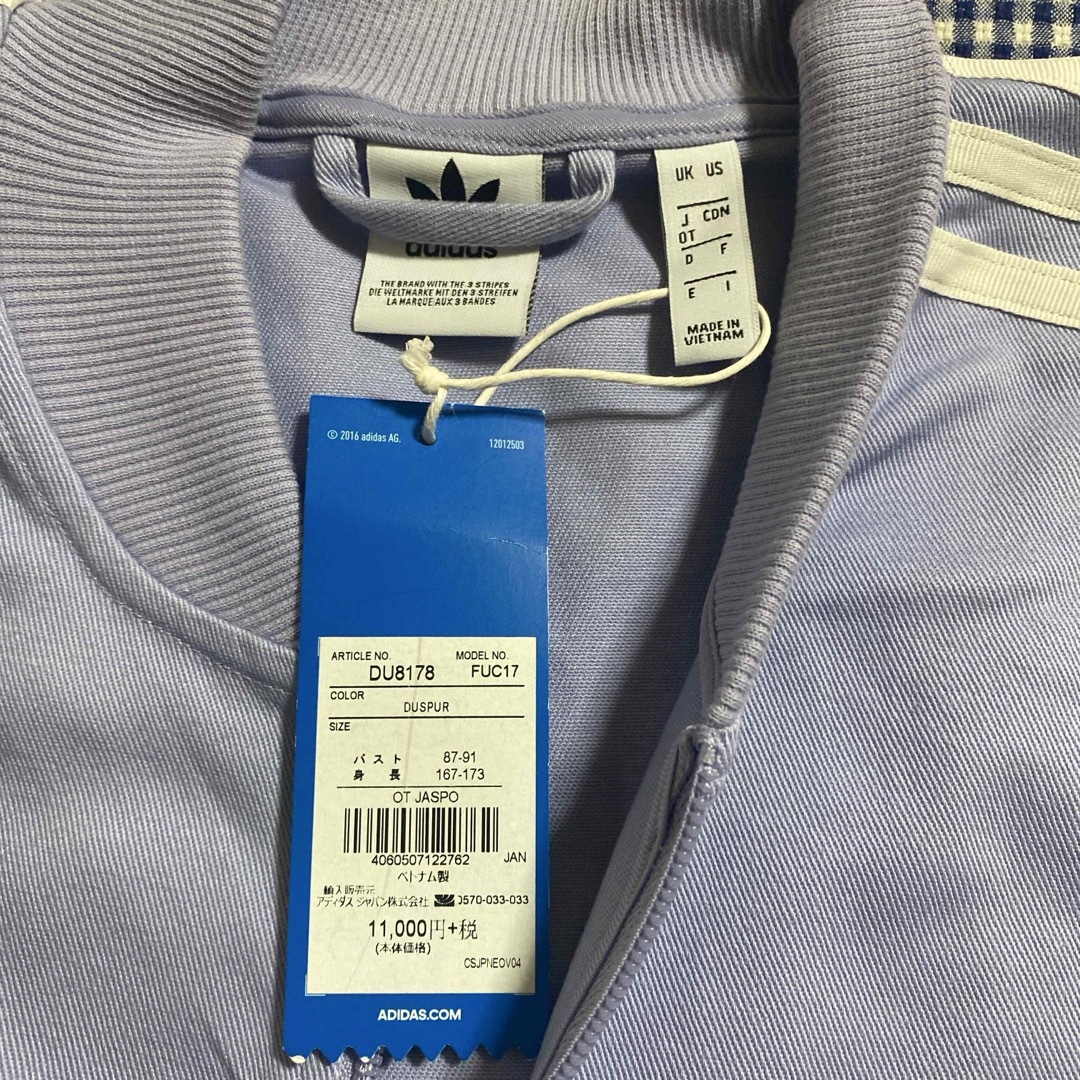 adidas
THE BRAND WITH THE 3 STRIPES
DIE WELTMARKE MIT DEN 3 STREIFEN
LA MARQUE AUX 3 BANDES
UK US
J CDN
OT
D F
E I
MADE IN
VIETNAM
© 2016 adidas AG. 12012503
ARTICLE NO. MODEL NO.
DU8178 FUC17
COLOR
DUSPUR
SIZE
バスト 87-91
身長 167-173
OT JASPO
4060507122762 JAN
ベトナム製
輸入販売元
アディダス ジャパン株式会社 0570-033-033
11,000円+税
(本体価格)
CSJPNEOV04
ADIDAS.COM